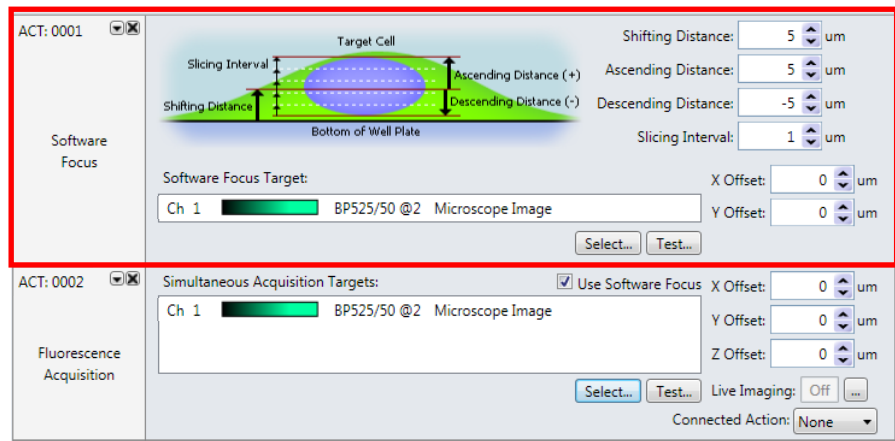 ACT: 0001
Software
Focus
Target Cell
Slicing Interval
Ascending Distance (+)
Shifting Distance
Descending Distance (-)
Bottom of Well Plate
Shifting Distance: 5 um
Ascending Distance: 5 um
Descending Distance: -5 um
Slicing Interval: 1 um
Software Focus Target:
Ch 1 BP525/50 @2 Microscope Image
X Offset: 0 um
Y Offset: 0 um
Select... Test...
ACT: 0002
Fluorescence
Acquisition
Simultaneous Acquisition Targets: Use Software Focus
Ch 1 BP525/50 @2 Microscope Image
X Offset: 0 um
Y Offset: 0 um
Z Offset: 0 um
Select... Test... Live Imaging: Off ...
Connected Action: None